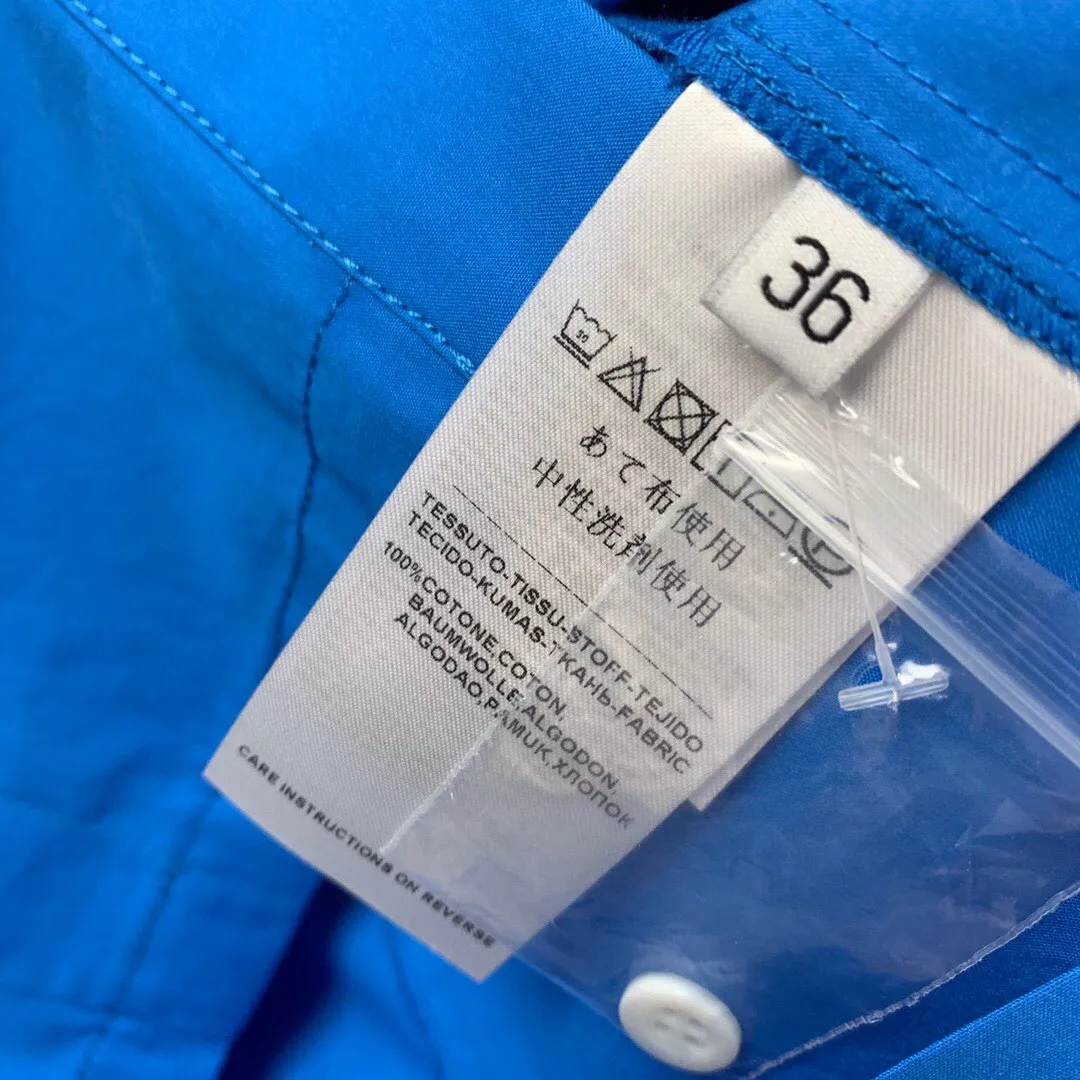 36
30
あて布使用
中性洗剤使用
TESSUTO-TISSU-STOFF-TEJIDO
TECIDO-KUMAS-ТКАНЬ-FABRIC
100%COTONE,COTON,
BAUMWOLLE,ALGODON,
ALGODAO,PAMUK,ХЛОПОК
CARE INSTRUCTIONS ON REVERSE